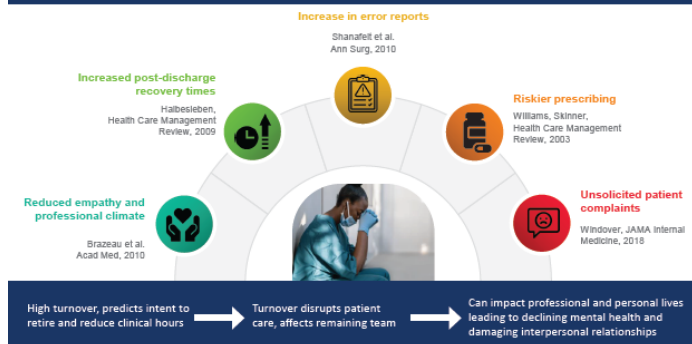 Increase in error reports
Shanafelt et al.
Ann Surg, 2010
Increased post-discharge
recovery times
Halbesleben,
Health Care Management
Review, 2009
Riskier prescribing
Williams, Skinner,
Health Care Management
Review, 2003
Reduced empathy and
professional climate
Brazeau et al.
Acad Med, 2010
Unsolicited patient
complaints
Windover, JAMA Internal
Medicine, 2018
High turnover, predicts intent to
retire and reduce clinical hours
Turnover disrupts patient
care, affects remaining team
Can impact professional and personal lives
leading to declining mental health and
damaging interpersonal relationships